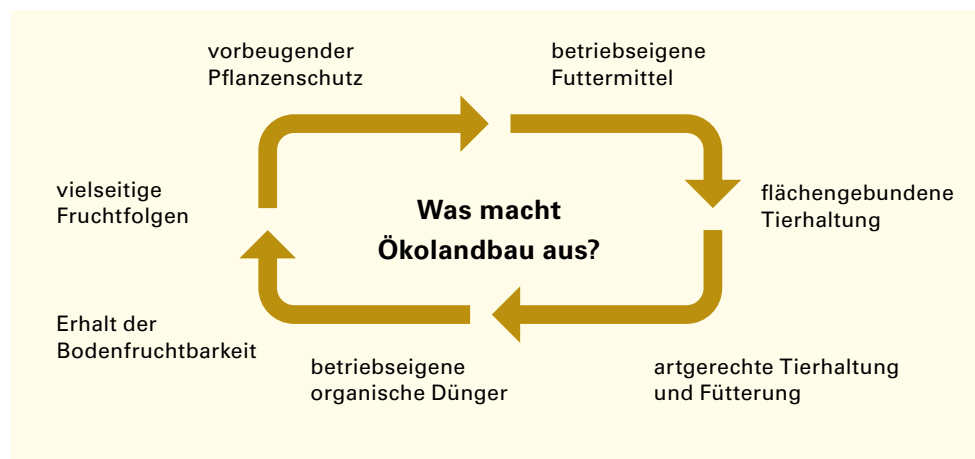 vorbeugender
Pflanzenschutz
betriebseigene
Futtermittel
vielseitige
Fruchtfolgen
Was macht
Ökolandbau aus?
flächengebundene
Tierhaltung
Erhalt der
Bodenfruchtbarkeit
betriebseigene
organische Dünger
artgerechte Tierhaltung
und Fütterung